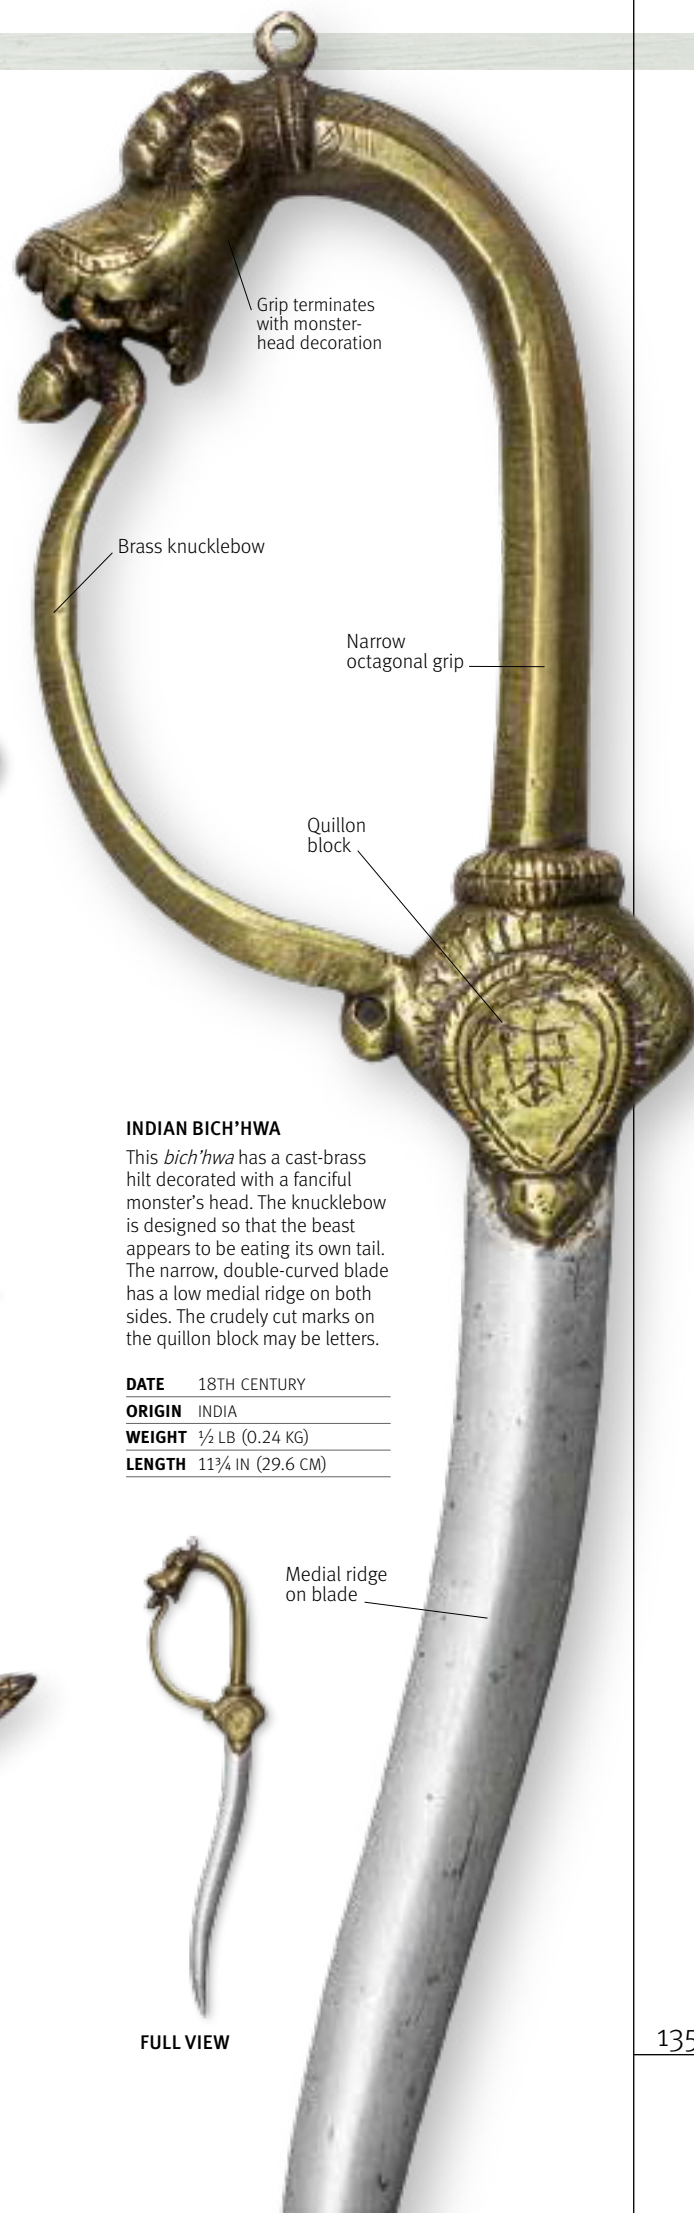 Grip terminates
with monster-
head decoration
Brass knucklebow
Narrow
octagonal grip
Quillon
block
INDIAN BICH’HWA
This bich’hwa has a cast-brass
hilt decorated with a fanciful
monster’s head. The knucklebow
is designed so that the beast
appears to be eating its own tail.
The narrow, double-curved blade
has a low medial ridge on both
sides. The crudely cut marks on
the quillon block may be letters.
DATE 18TH CENTURY
ORIGIN INDIA
WEIGHT ½ LB (0.24 KG)
LENGTH 11¾ IN (29.6 CM)
Medial ridge
on blade
FULL VIEW
135